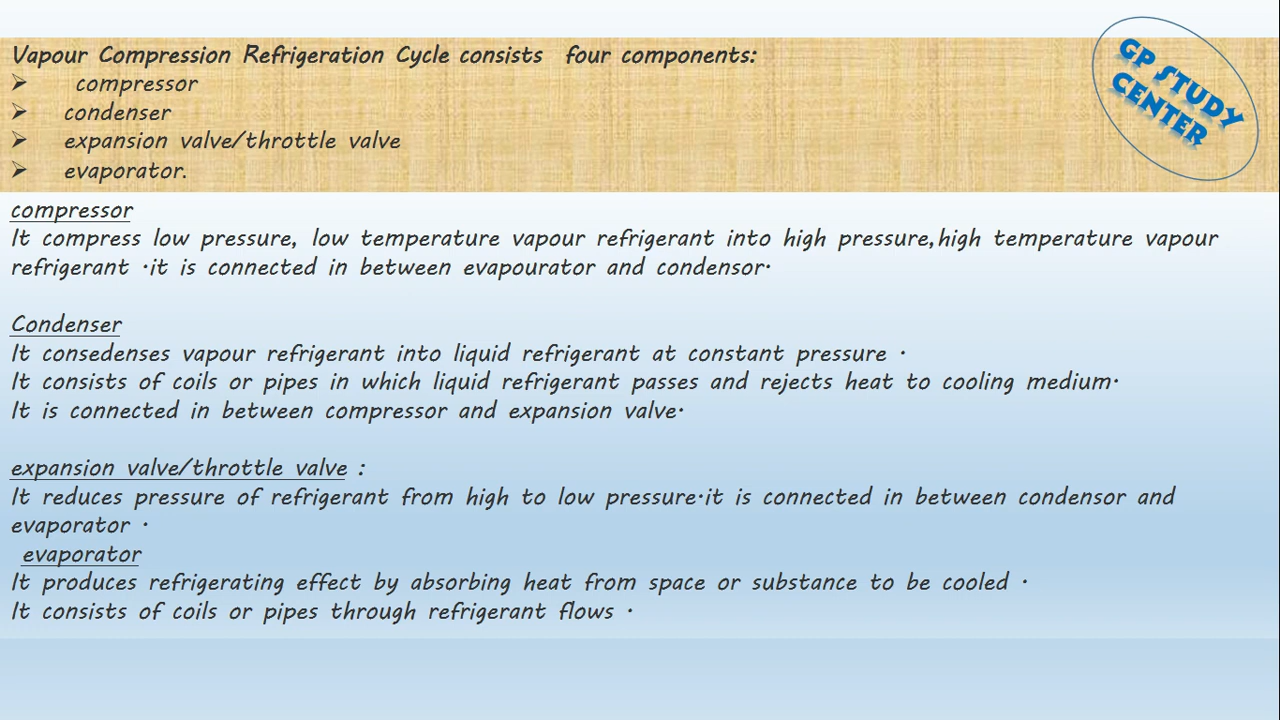 Vapour Compression Refrigeration Cycle consists four components:
➢ compressor
➢ condenser
➢ expansion valve/throttle valve
➢ evaporator.
GP STUDY
CENTER
compressor
It compress low pressure, low temperature vapour refrigerant into high pressure,high temperature vapour
refrigerant .it is connected in between evapourator and condensor.
Condenser
It consedenses vapour refrigerant into liquid refrigerant at constant pressure .
It consists of coils or pipes in which liquid refrigerant passes and rejects heat to cooling medium.
It is connected in between compressor and expansion valve.
expansion valve/throttle valve :
It reduces pressure of refrigerant from high to low pressure.it is connected in between condensor and
evaporator .
evaporator
It produces refrigerating effect by absorbing heat from space or substance to be cooled .
It consists of coils or pipes through refrigerant flows .